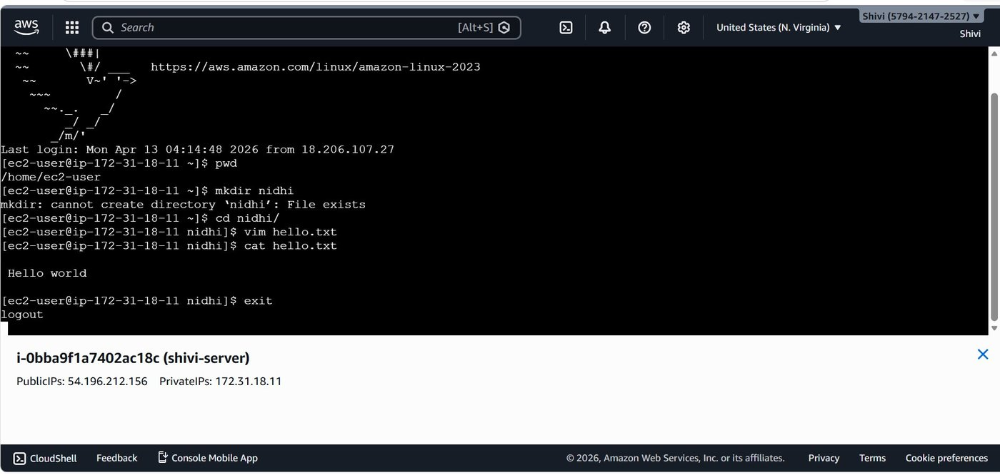 Shivi (5794-2147-2527) ▼
aws
Search [Alt+S]
United States (N. Virginia) ▼
Shivi
~~      \###|
~~        \#/ ___   https://aws.amazon.com/linux/amazon-linux-2023
 ~~         V~' '->
  ~~~         /
    ~~._.   _/
       _/ _/
     _/m/'
Last login: Mon Apr 13 04:14:48 2026 from 18.206.107.27
[ec2-user@ip-172-31-18-11 ~]$ pwd
/home/ec2-user
[ec2-user@ip-172-31-18-11 ~]$ mkdir nidhi
mkdir: cannot create directory ‘nidhi’: File exists
[ec2-user@ip-172-31-18-11 ~]$ cd nidhi/
[ec2-user@ip-172-31-18-11 nidhi]$ vim hello.txt
[ec2-user@ip-172-31-18-11 nidhi]$ cat hello.txt
Hello world
[ec2-user@ip-172-31-18-11 nidhi]$ exit
logout
i-0bba9f1a7402ac18c (shivi-server)
PublicIPs: 54.196.212.156 PrivateIPs: 172.31.18.11
CloudShell Feedback Console Mobile App © 2026, Amazon Web Services, Inc. or its affiliates. Privacy Terms Cookie preferences